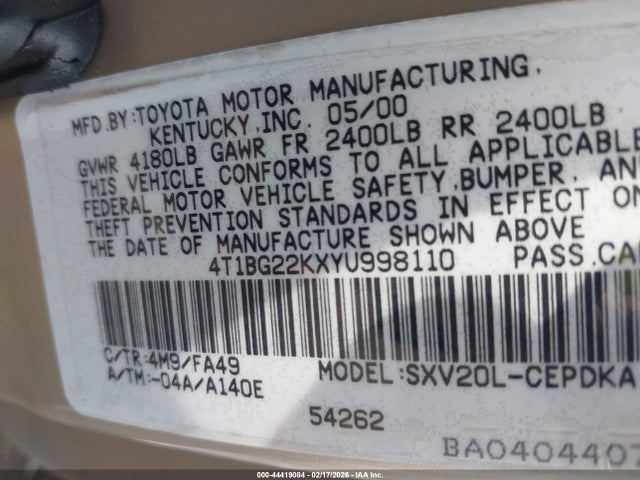 MFD.BY:TOYOTA MOTOR MANUFACTURING.
KENTUCKY,INC. 05/00
GVWR 4180LB GAWR FR 2400LB RR 2400LB
THIS VEHICLE CONFORMS TO ALL APPLICABLE
FEDERAL MOTOR VEHICLE SAFETY,BUMPER, AN
THEFT PREVENTION STANDARDS IN EFFECT ON
THE DATE OF MANUFACTURE SHOWN ABOVE
4T1BG22KXYU998110 PASS.CA
C/TR:4M9/FA49
A/TM:-04A/A140E
MODEL:SXV20L-CEPDKA
54262
BA0404407
000-44419084 - 02/17/2026 - IAA Inc.